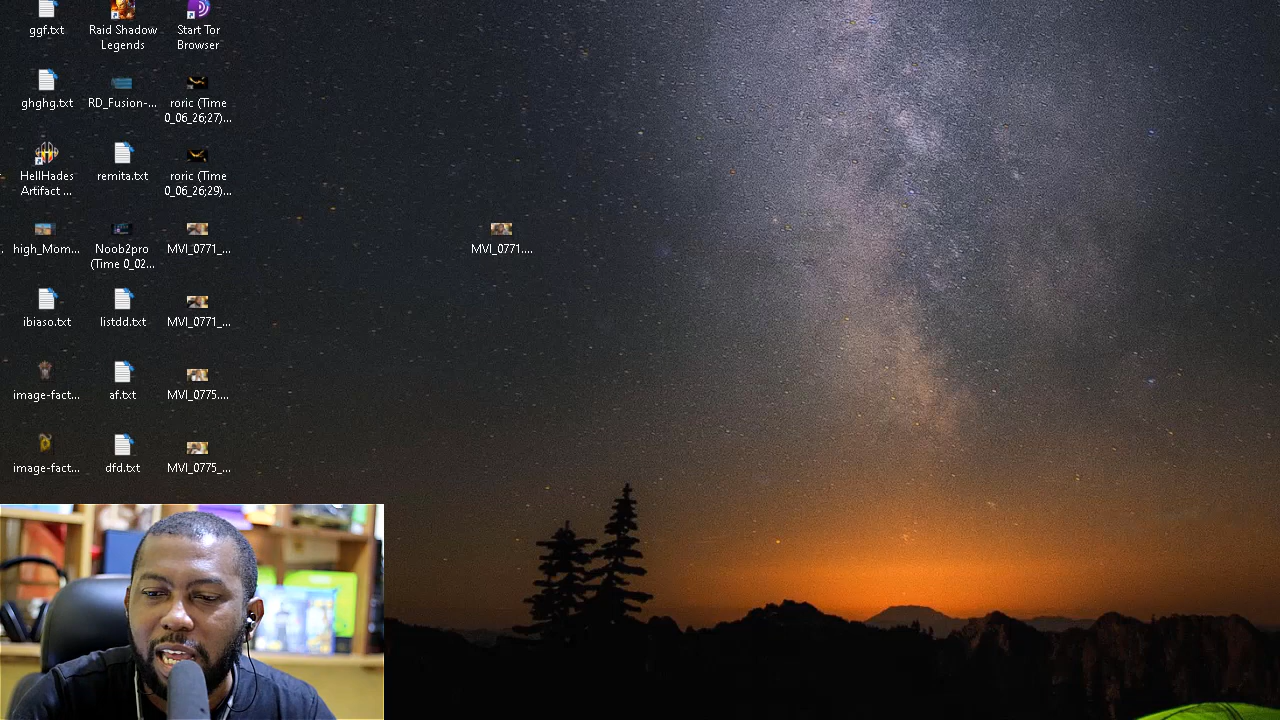 ggf.txt
Raid Shadow
Legends
Start Tor
Browser
ghghg.txt
RD_Fusion-...
roric (Time
0_06_26;27)...
HellHades
Artifact ...
remita.txt
roric (Time
0_06_26;29)...
high_Mom...
Noob2pro
(Time 0_02...
MVI_0771_...
MVI_0771....
ibiaso.txt
listdd.txt
MVI_0771_...
image-fact...
af.txt
MVI_0775....
image-fact...
dfd.txt
MVI_0775_...